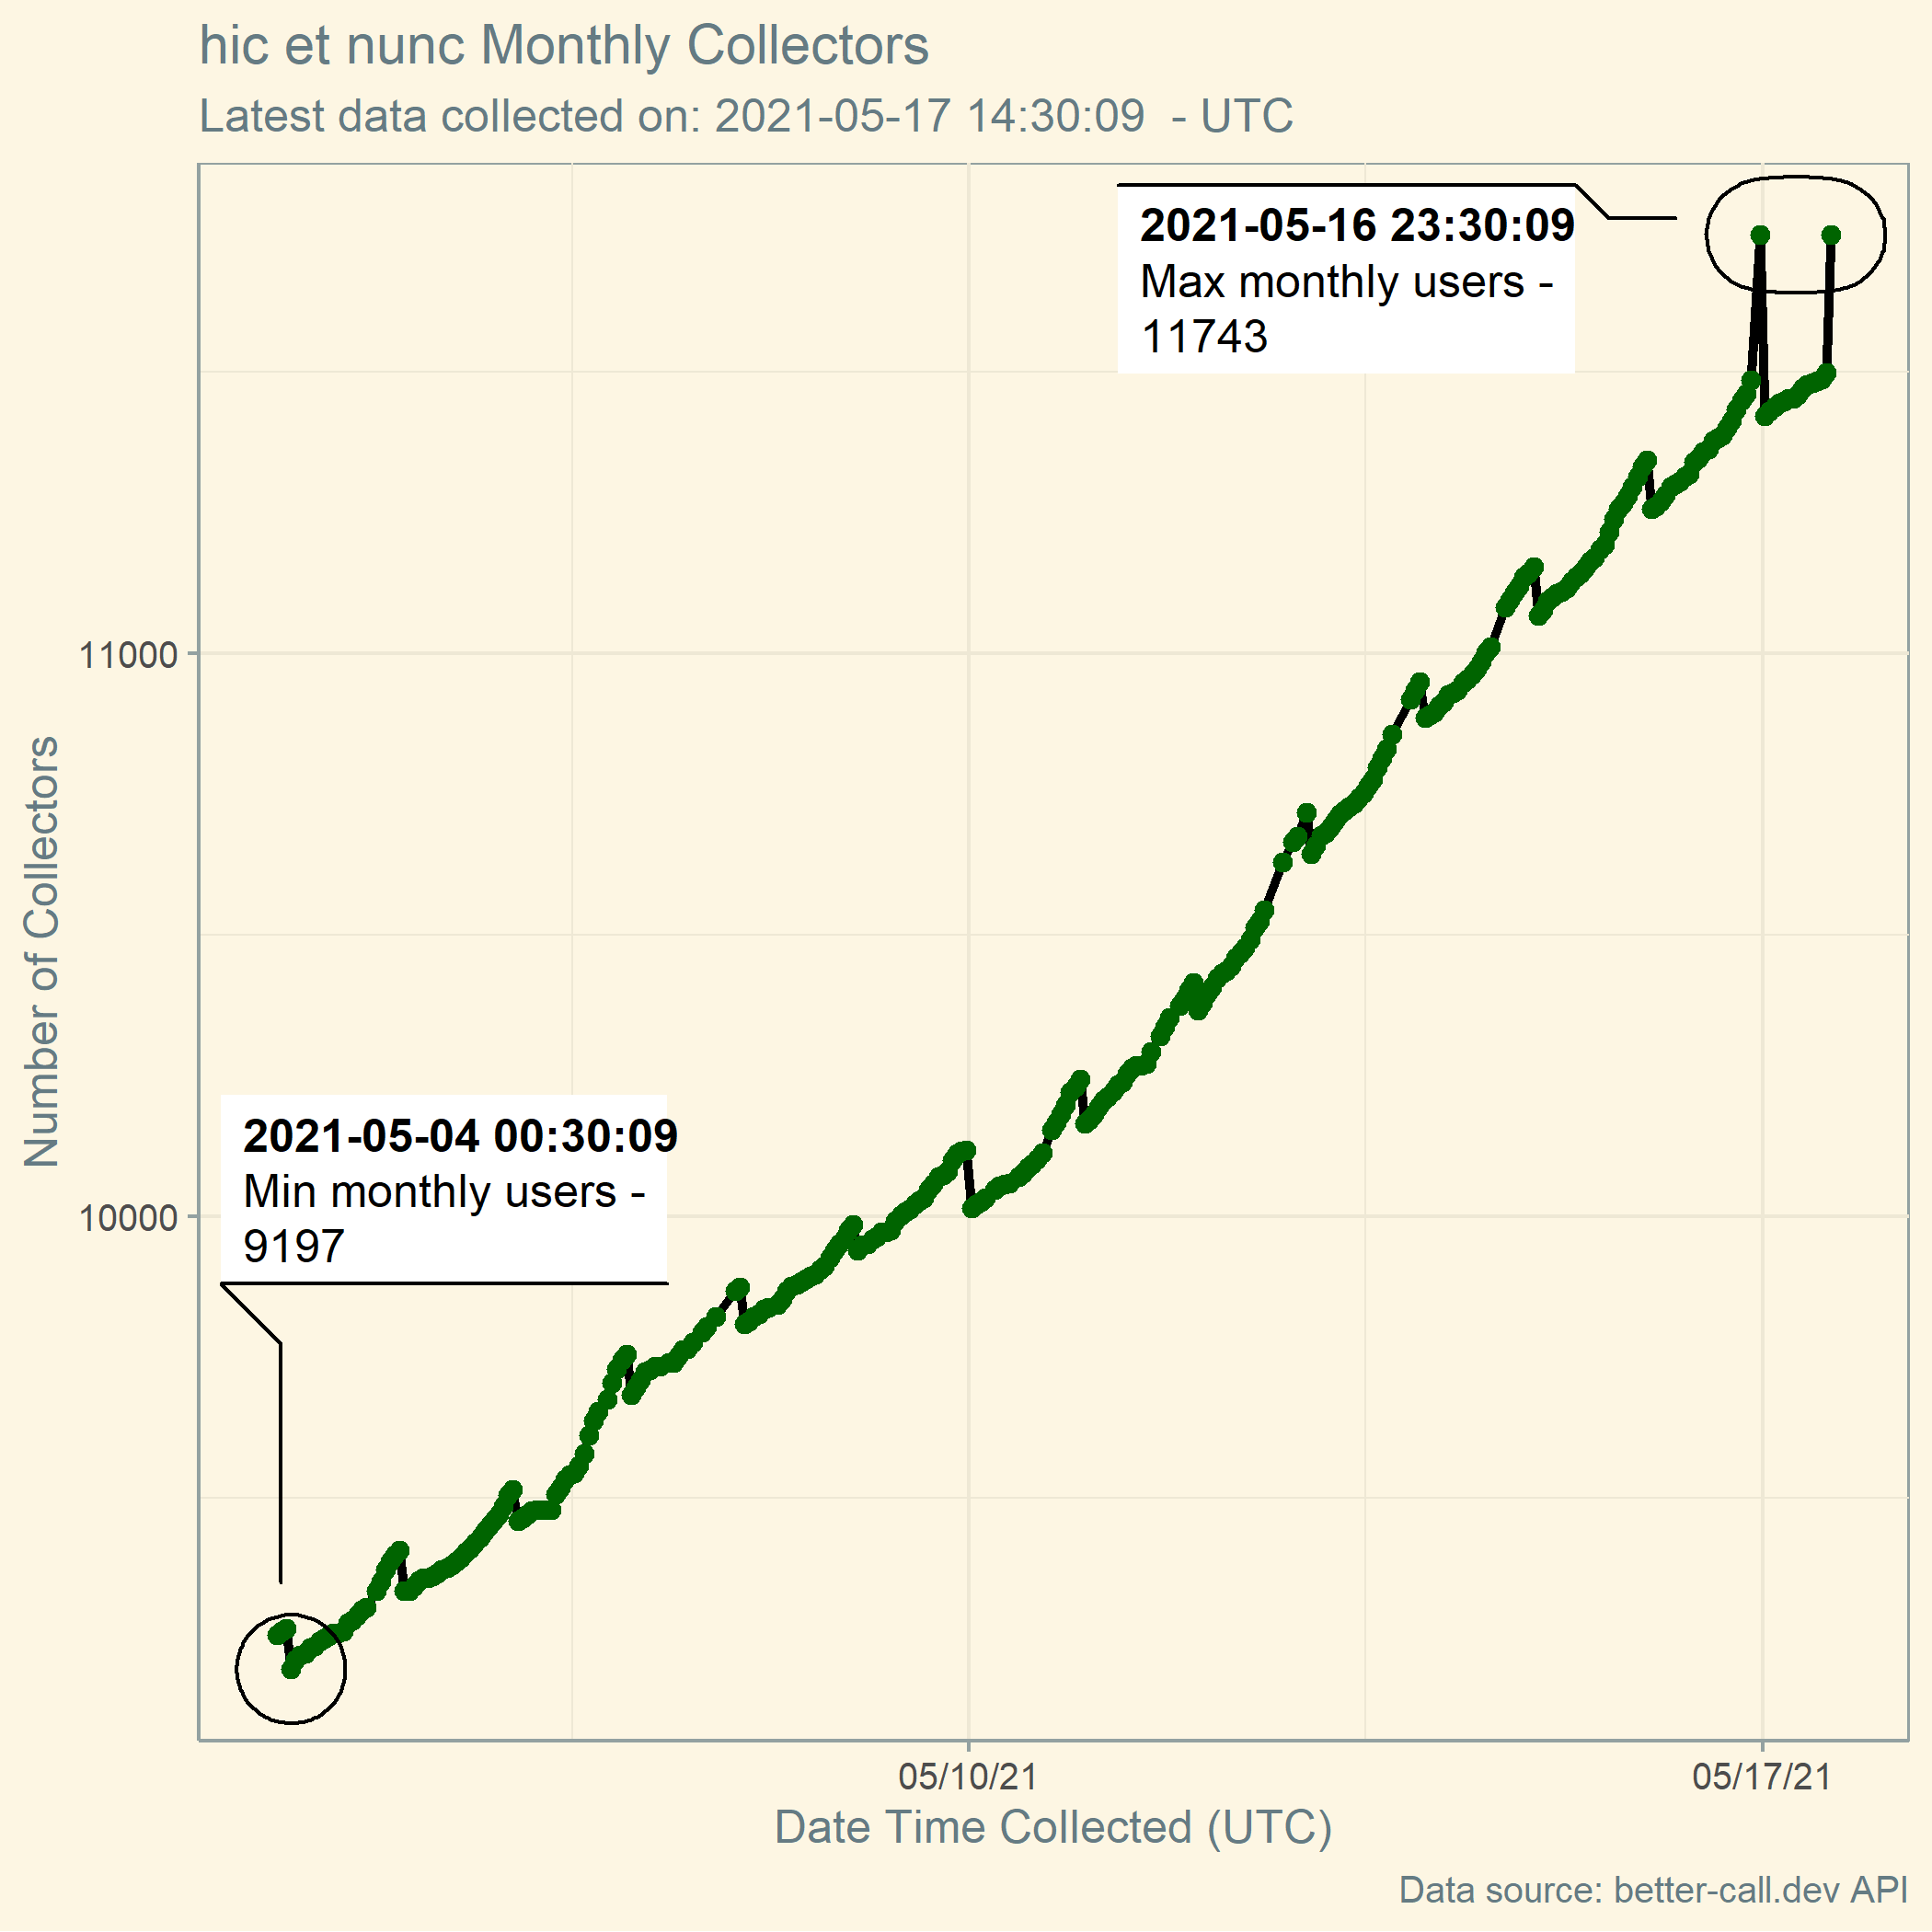 hic et nunc Monthly Collectors
Latest data collected on: 2021-05-17 14:30:09  - UTC
2021-05-16 23:30:09
Max monthly users -
11743
11000
Number of Collectors
2021-05-04 00:30:09
Min monthly users -
9197
10000
05/10/21
05/17/21
Date Time Collected (UTC)
Data source: better-call.dev API